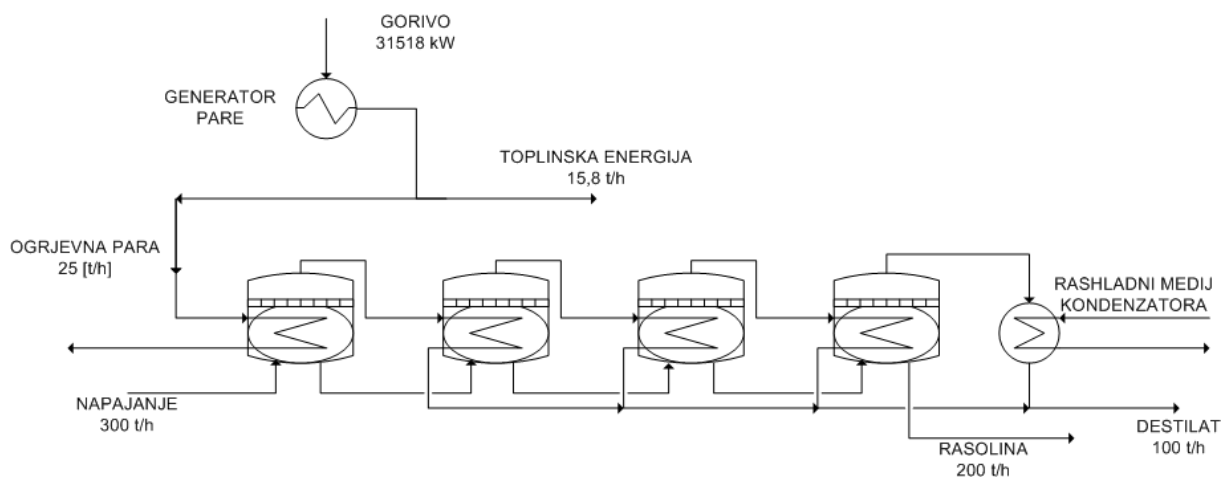 GORIVO
31518 kW
GENERATOR
PARE
TOPLINSKA ENERGIJA
15,8 t/h
OGRJEVNA PARA
25 [t/h]
RASHLADNI MEDIJ
KONDENZATORA
NAPAJANJE
300 t/h
DESTILAT
100 t/h
RASOLINA
200 t/h